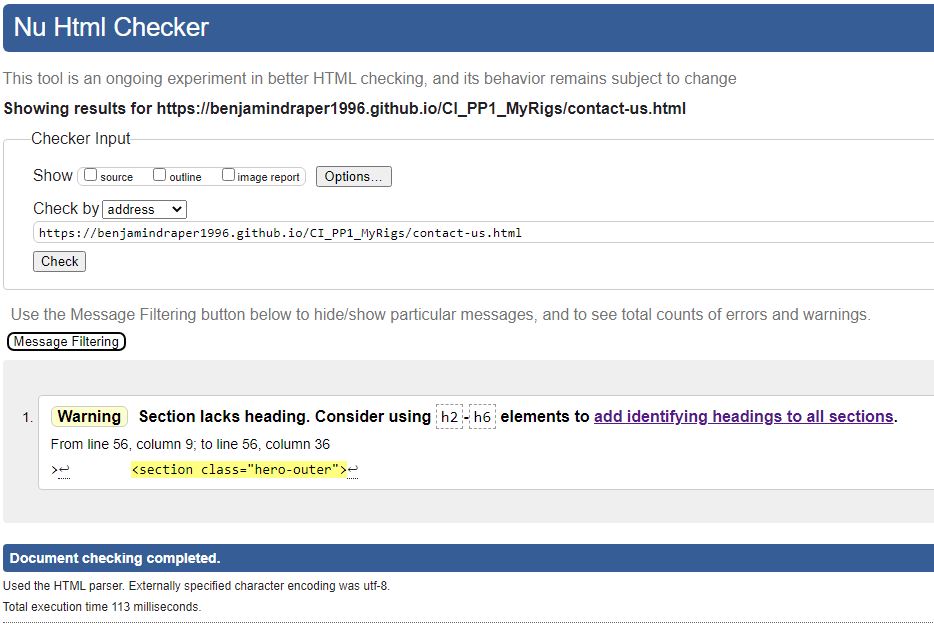 Nu Html Checker
This tool is an ongoing experiment in better HTML checking, and its behavior remains subject to change
Showing results for https://benjamindraper1996.github.io/CI_PP1_MyRigs/contact-us.html
Checker Input
Show source outline image report Options...
Check by address
https://benjamindraper1996.github.io/CI_PP1_MyRigs/contact-us.html
Check
Use the Message Filtering button below to hide/show particular messages, and to see total counts of errors and warnings.
Message Filtering
1. Warning Section lacks heading. Consider using h2-h6 elements to add identifying headings to all sections.
From line 56, column 9; to line 56, column 36
>↩ <section class="hero-outer">↩
Document checking completed.
Used the HTML parser. Externally specified character encoding was utf-8.
Total execution time 113 milliseconds.